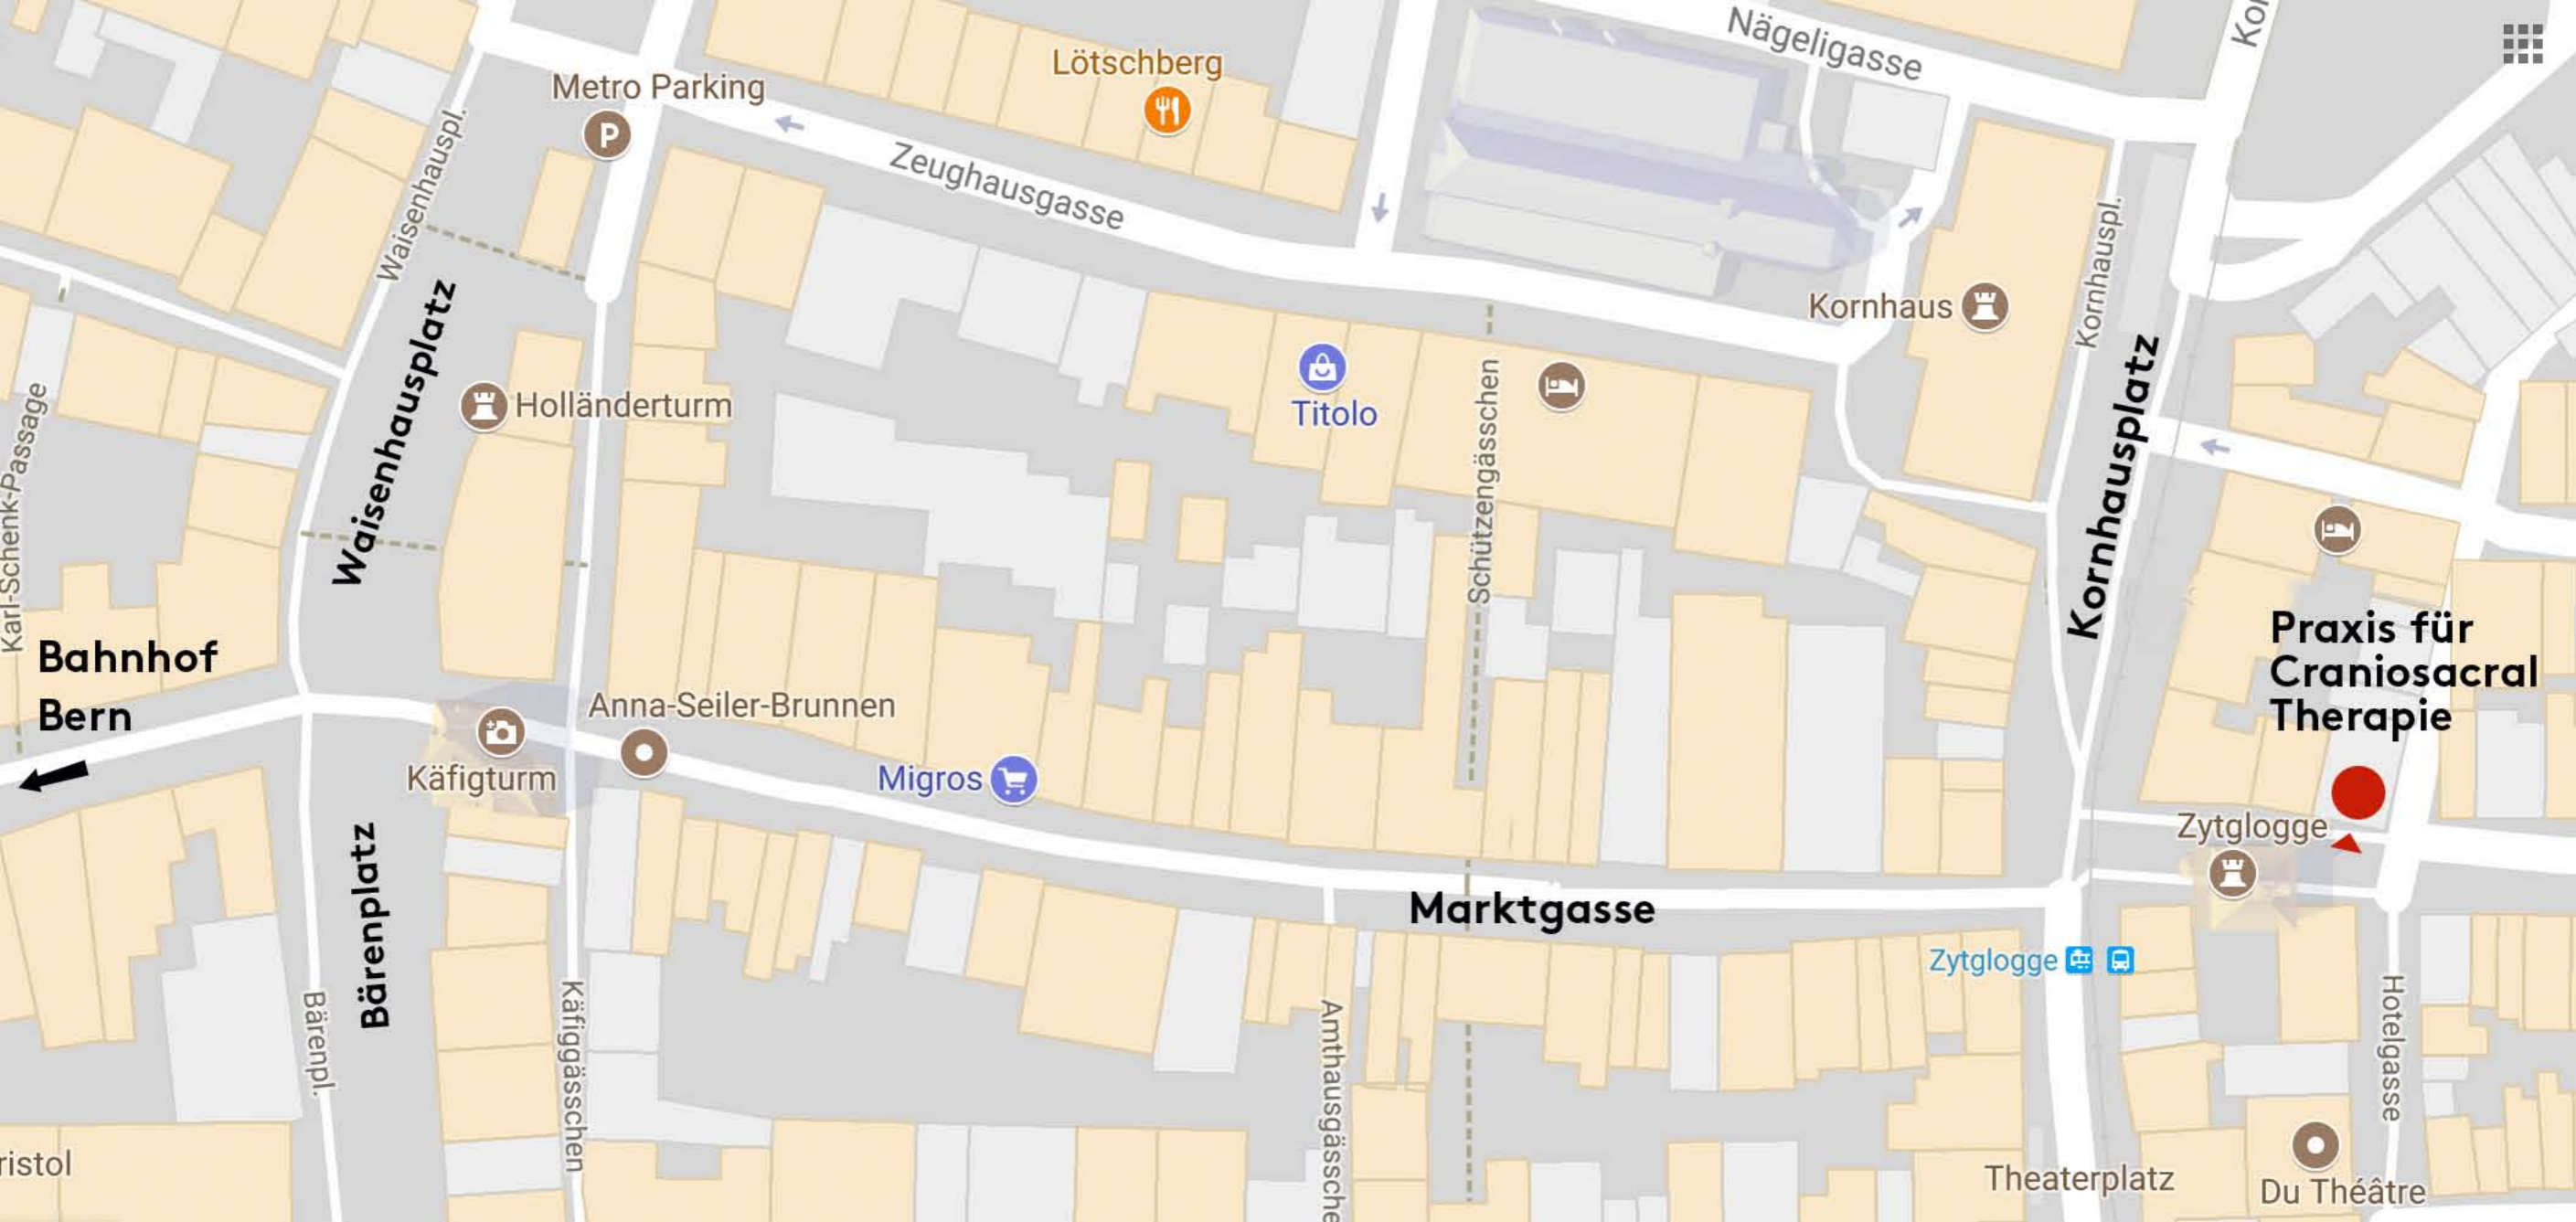 Nägeligasse
Kor
Lötschberg
Metro Parking
P
Zeughausgasse
Waisenhauspl.
Kornhauspl.
Kornhaus
Waisenhausplatz
Kornhausplatz
Holländerturm
Titolo
Schützengässchen
Karl-Schenk-Passage
Praxis für
Craniosacral
Therapie
Bahnhof
Bern
Anna-Seiler-Brunnen
Käfigturm
Migros
Zytglogge
Marktgasse
Bärenplatz
Zytglogge
Bärenpl.
Käfiggässchen
Amthausgässche
Hotelgasse
ristol
Theaterplatz
Du Théâtre